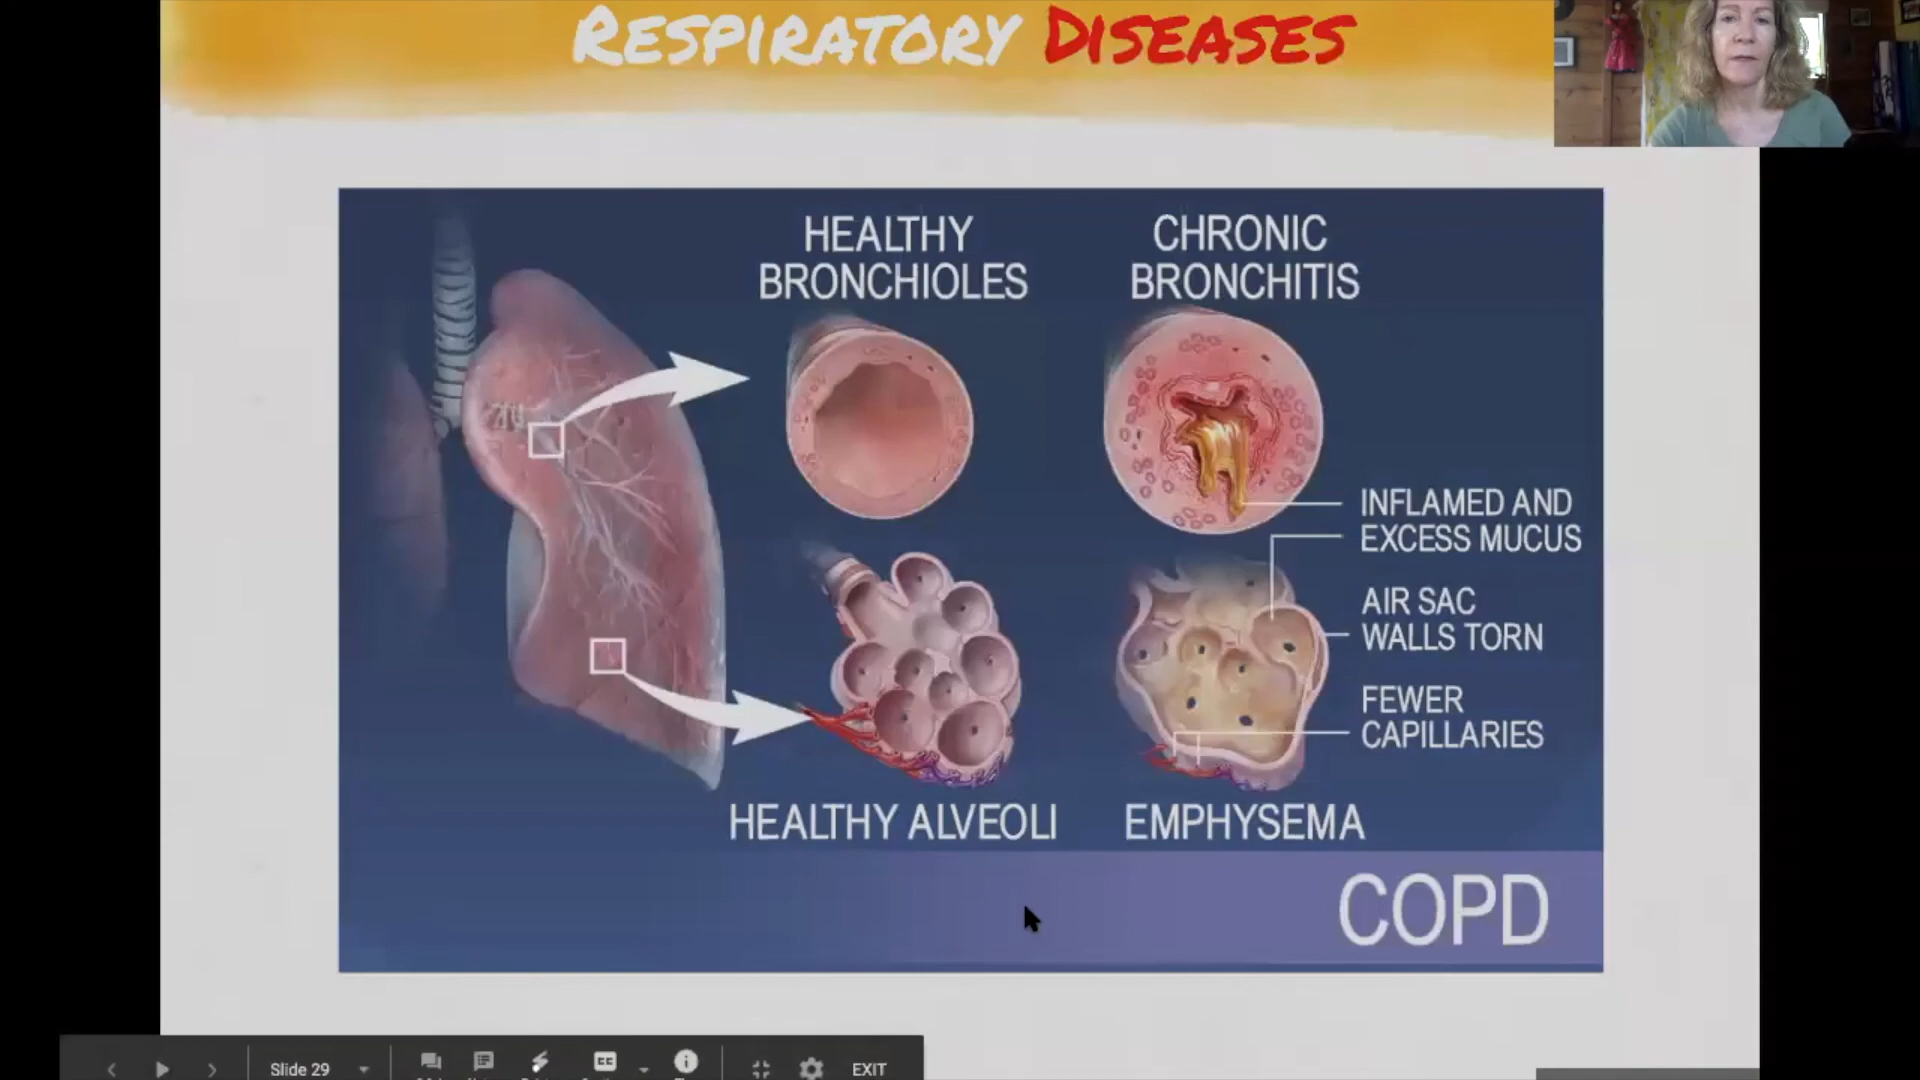 RESPIRATORY DISEASES
HEALTHY
BRONCHIOLES
CHRONIC
BRONCHITIS
INFLAMED AND
EXCESS MUCUS
AIR SAC
WALLS TORN
FEWER
CAPILLARIES
HEALTHY ALVEOLI
EMPHYSEMA
COPD
Slide 29
CC
EXIT